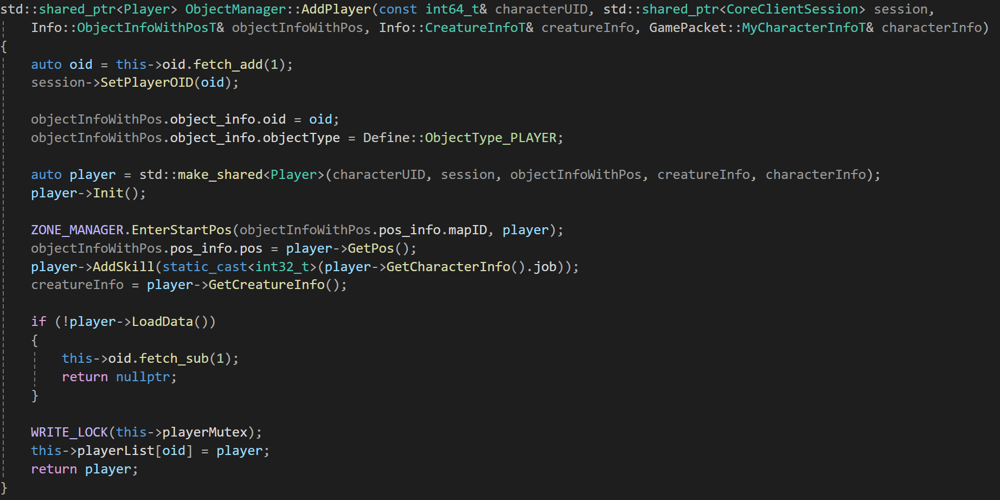 std::shared_ptr<Player> ObjectManager::AddPlayer(const int64_t& characterUID, std::shared_ptr<CoreClientSession> session,
    Info::ObjectInfoWithPosT& objectInfoWithPos, Info::CreatureInfoT& creatureInfo, GamePacket::MyCharacterInfoT& characterInfo)
{
    auto oid = this->oid.fetch_add(1);
    session->SetPlayerOID(oid);

    objectInfoWithPos.object_info.oid = oid;
    objectInfoWithPos.object_info.objectType = Define::ObjectType_PLAYER;

    auto player = std::make_shared<Player>(characterUID, session, objectInfoWithPos, creatureInfo, characterInfo);
    player->Init();

    ZONE_MANAGER.EnterStartPos(objectInfoWithPos.pos_info.mapID, player);
    objectInfoWithPos.pos_info.pos = player->GetPos();
    player->AddSkill(static_cast<int32_t>(player->GetCharacterInfo().job));
    creatureInfo = player->GetCreatureInfo();

    if (!player->LoadData())
    {
        this->oid.fetch_sub(1);
        return nullptr;
    }

    WRITE_LOCK(this->playerMutex);
    this->playerList[oid] = player;
    return player;
}